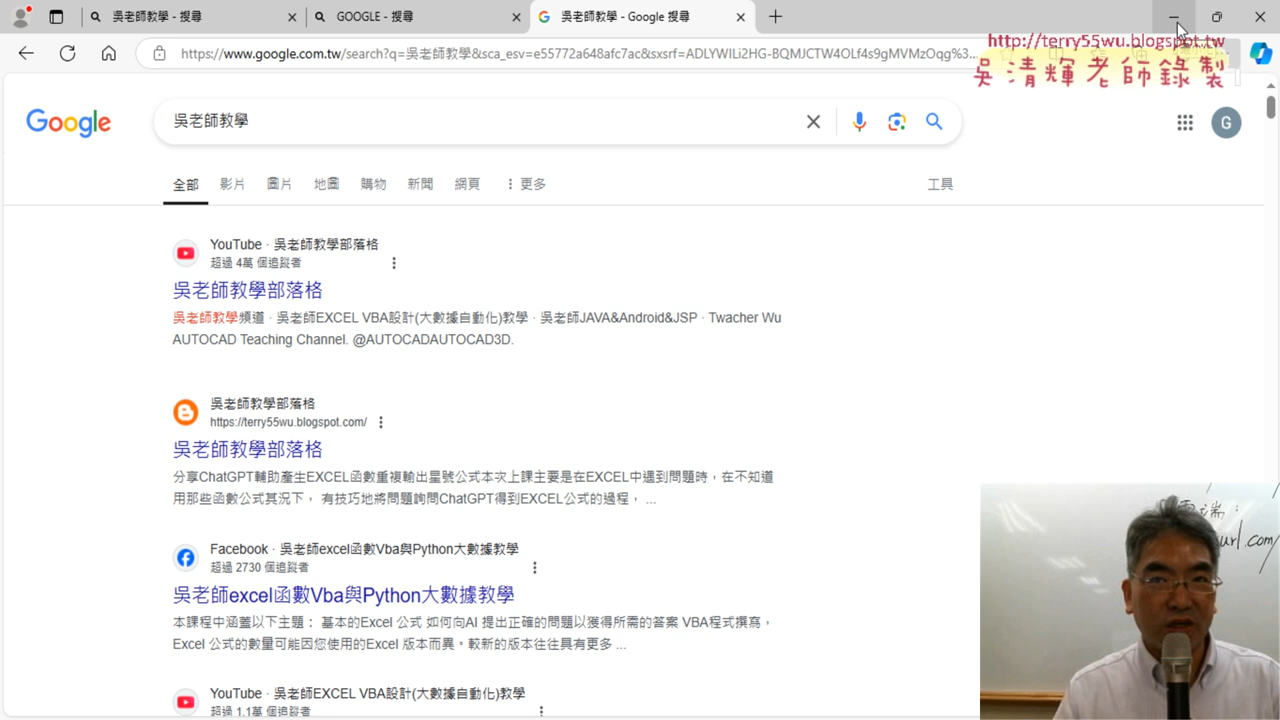 吳老師教學 - 搜尋
GOOGLE - 搜尋
吳老師教學 - Google 搜尋
https://www.google.com.tw/search?q=吳老師教學&sca_esv=e55772a648afc7ac&sxsrf=ADLYWILi2HG-BQMJCTW4OLf4s9gMVMzOqg%3...
http://terry55wu.blogspot.tw
吳清輝老師錄製
Google
吳老師教學
G
全部 影片 圖片 地圖 購物 新聞 網頁 更多 工具
YouTube · 吳老師教學部落格
超過 4萬 個追蹤者
吳老師教學部落格
吳老師教學頻道 · 吳老師EXCEL VBA設計(大數據自動化)教學 · 吳老師JAVA&Android&JSP · Twacher Wu
AUTOCAD Teaching Channel. @AUTOCADAUTOCAD3D.
吳老師教學部落格
https://terry55wu.blogspot.com/
吳老師教學部落格
分享ChatGPT輔助產生EXCEL函數重複輸出星號公式本次上課主要是在EXCEL中遇到問題時，在不知道
用那些函數公式其況下， 有技巧地將問題詢問ChatGPT得到EXCEL公式的過程， ...
Facebook · 吳老師excel函數Vba與Python大數據教學
超過 2730 個追蹤者
吳老師excel函數Vba與Python大數據教學
本課程中涵蓋以下主題： 基本的Excel 公式 如何向AI 提出正確的問題以獲得所需的答案 VBA程式撰寫，
Excel 公式的數量可能因您使用的Excel 版本而異。較新的版本往往具有更多 ...
YouTube · 吳老師EXCEL VBA設計(大數據自動化)教學
超過 1.1萬 個追蹤者
雲端：
url.com/